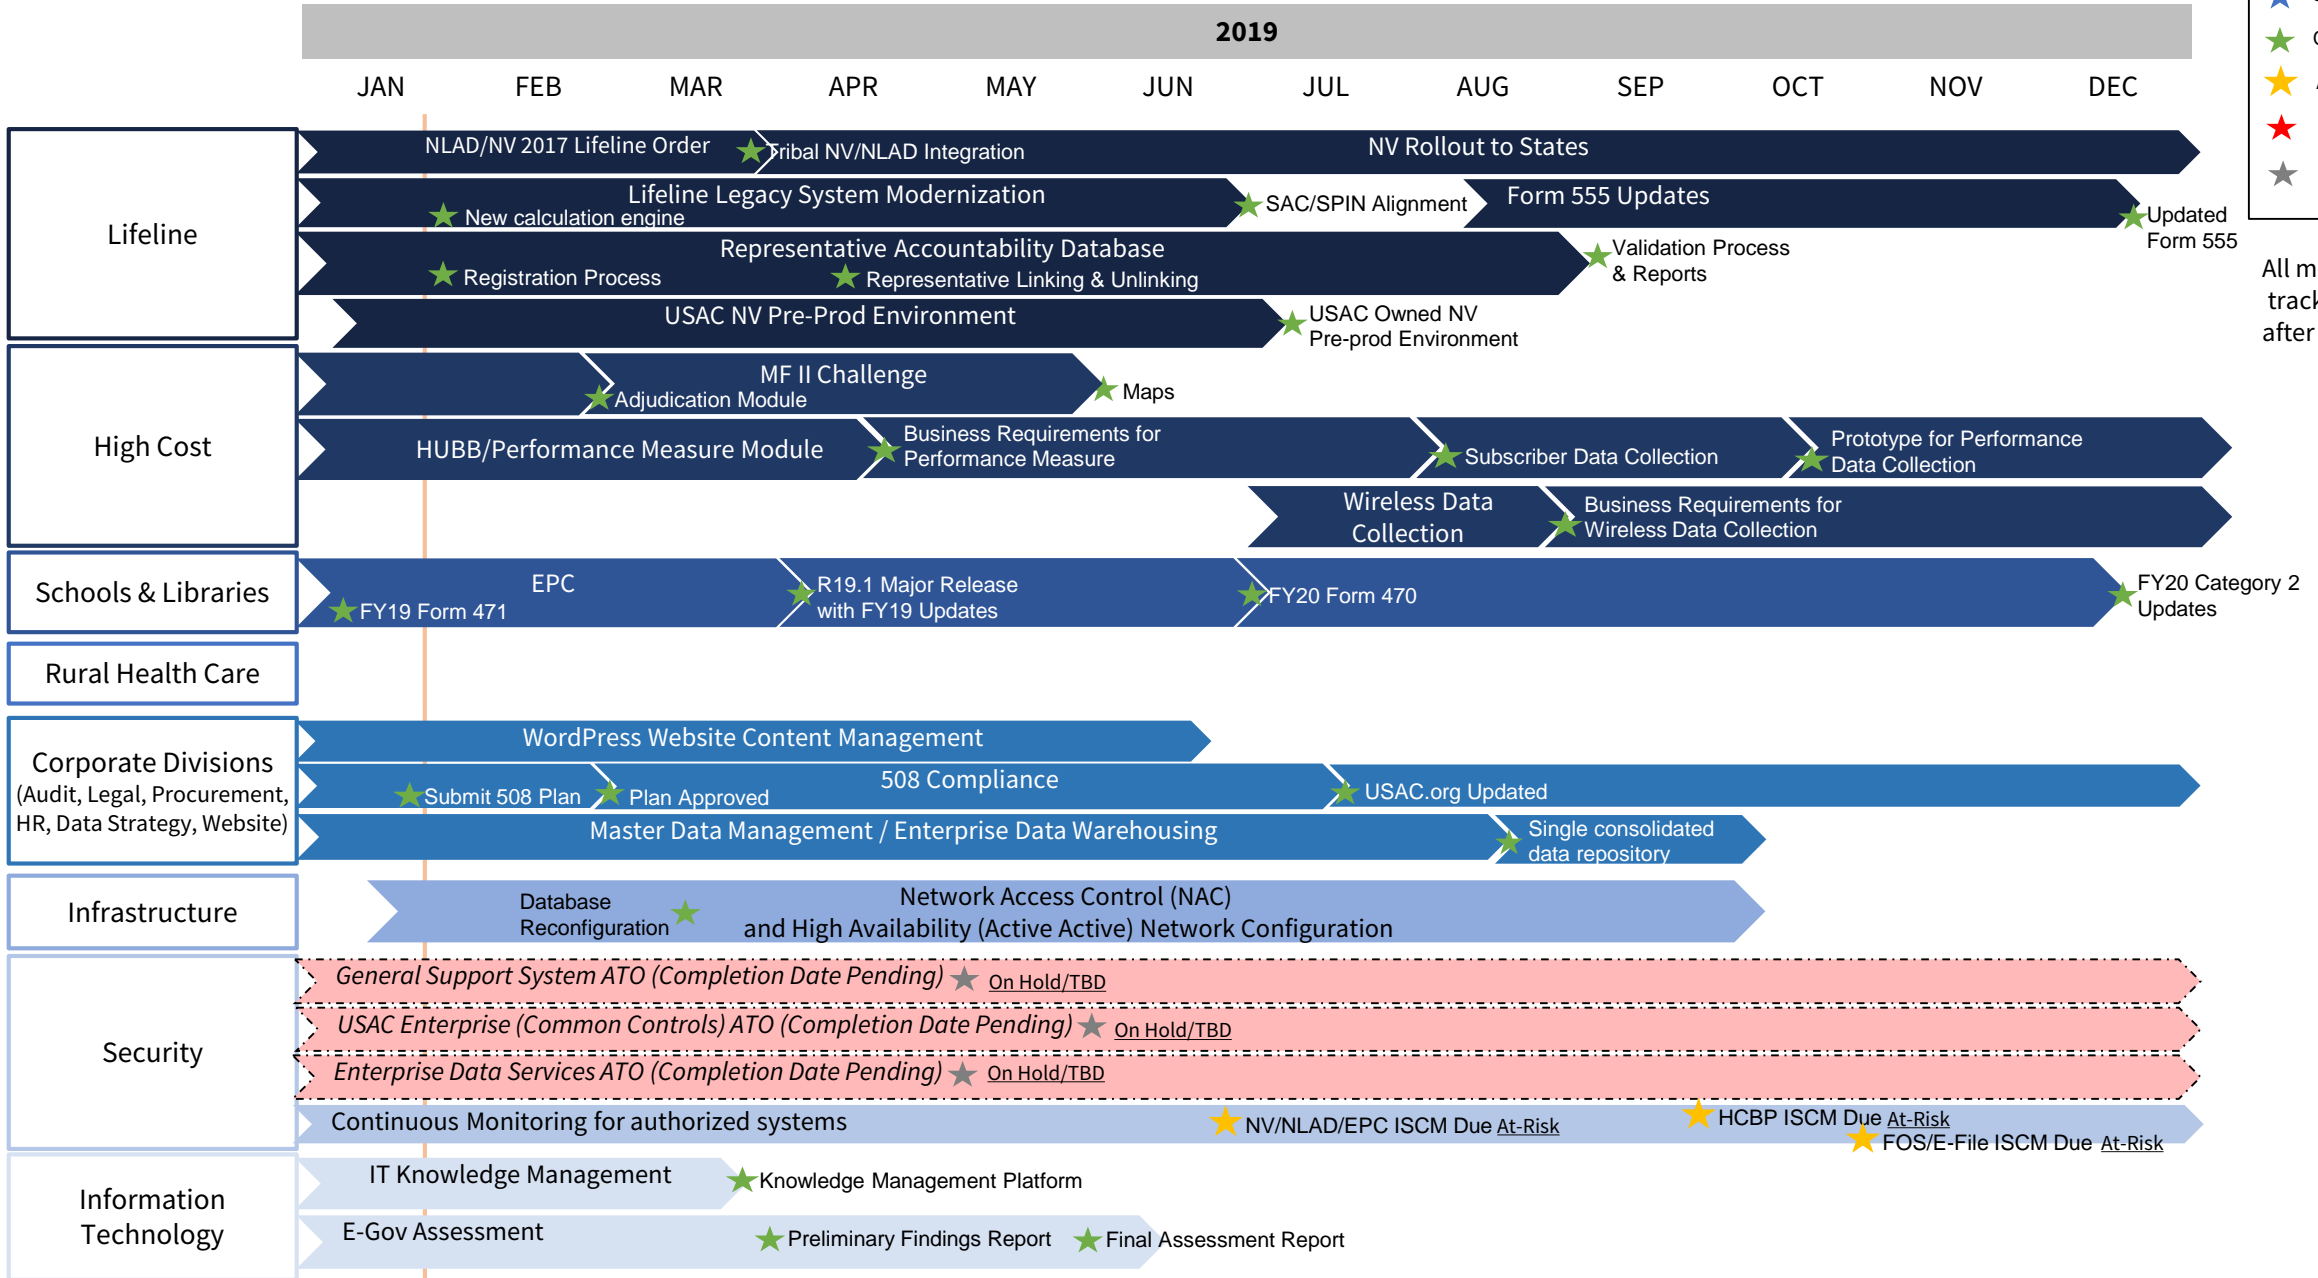 2019
JAN FEB MAR APR MAY JUN JUL AUG SEP OCT NOV DEC
Lifeline
NLAD/NV 2017 Lifeline Order
Tribal NV/NLAD Integration
NV Rollout to States
Lifeline Legacy System Modernization
New calculation engine
SAC/SPIN Alignment
Form 555 Updates
Updated
Form 555
Representative Accountability Database
Registration Process
Representative Linking & Unlinking
Validation Process
& Reports
USAC NV Pre-Prod Environment
USAC Owned NV
Pre-prod Environment
All
track
after
High Cost
MF II Challenge
Adjudication Module
Maps
HUBB/Performance Measure Module
Business Requirements for
Performance Measure
Subscriber Data Collection
Prototype for Performance
Data Collection
Wireless Data
Collection
Business Requirements for
Wireless Data Collection
Schools & Libraries
EPC
FY19 Form 471
R19.1 Major Release
with FY19 Updates
FY20 Form 470
FY20 Category 2
Updates
Rural Health Care
Corporate Divisions
(Audit, Legal, Procurement,
HR, Data Strategy, Website)
WordPress Website Content Management
508 Compliance
Submit 508 Plan
Plan Approved
USAC.org Updated
Master Data Management / Enterprise Data Warehousing
Single consolidated
data repository
Infrastructure
Database
Reconfiguration
Network Access Control (NAC)
and High Availability (Active Active) Network Configuration
Security
General Support System ATO (Completion Date Pending)
On Hold/TBD
USAC Enterprise (Common Controls) ATO (Completion Date Pending)
On Hold/TBD
Enterprise Data Services ATO (Completion Date Pending)
On Hold/TBD
Continuous Monitoring for authorized systems
NV/NLAD/EPC ISCM Due At-Risk
HCBP ISCM Due At-Risk
FOS/E-File ISCM Due At-Risk
Information
Technology
IT Knowledge Management
Knowledge Management Platform
E-Gov Assessment
Preliminary Findings Report
Final Assessment Report